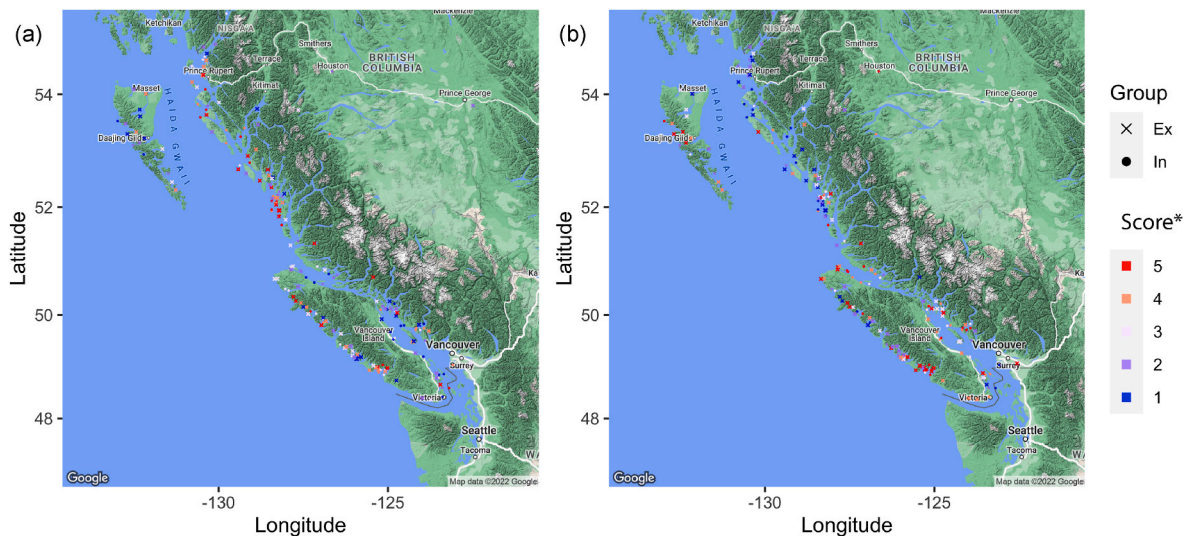 (a)
Ketchikan
NISGA'A
Smithers
Mackenzie
Terrace
Houston
BRITISH
COLUMBIA
Prince Rupert
Kitimat
Prince George
Masset
HAIDA GWAII
Daajing Giids
Vancouver
Island
Vancouver
Surrey
Victoria
Seattle
Tacoma
Google
Map data ©2022 Google
54
52
50
48
-130
-125
Latitude
Longitude
(b)
Ketchikan
NISGA'A
Smithers
Mackenzie
Terrace
Houston
BRITISH
COLUMBIA
Prince Rupert
Kitimat
Prince George
Masset
HAIDA GWAII
Daajing Giids
Vancouver
Island
Vancouver
Surrey
Victoria
Seattle
Tacoma
Google
Map data ©2022 Google
54
52
50
48
-130
-125
Latitude
Longitude
Group
Ex
In
Score*
5
4
3
2
1